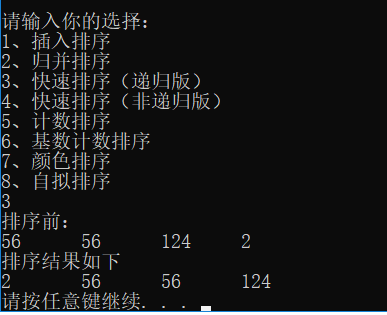 请输入你的选择：
1、插入排序
2、归并排序
3、快速排序（递归版）
4、快速排序（非递归版）
5、计数排序
6、基数计数排序
7、颜色排序
8、自拟排序
3
排序前：
56 56 124 2
排序结果如下
2 56 56 124
请按任意键继续. . .